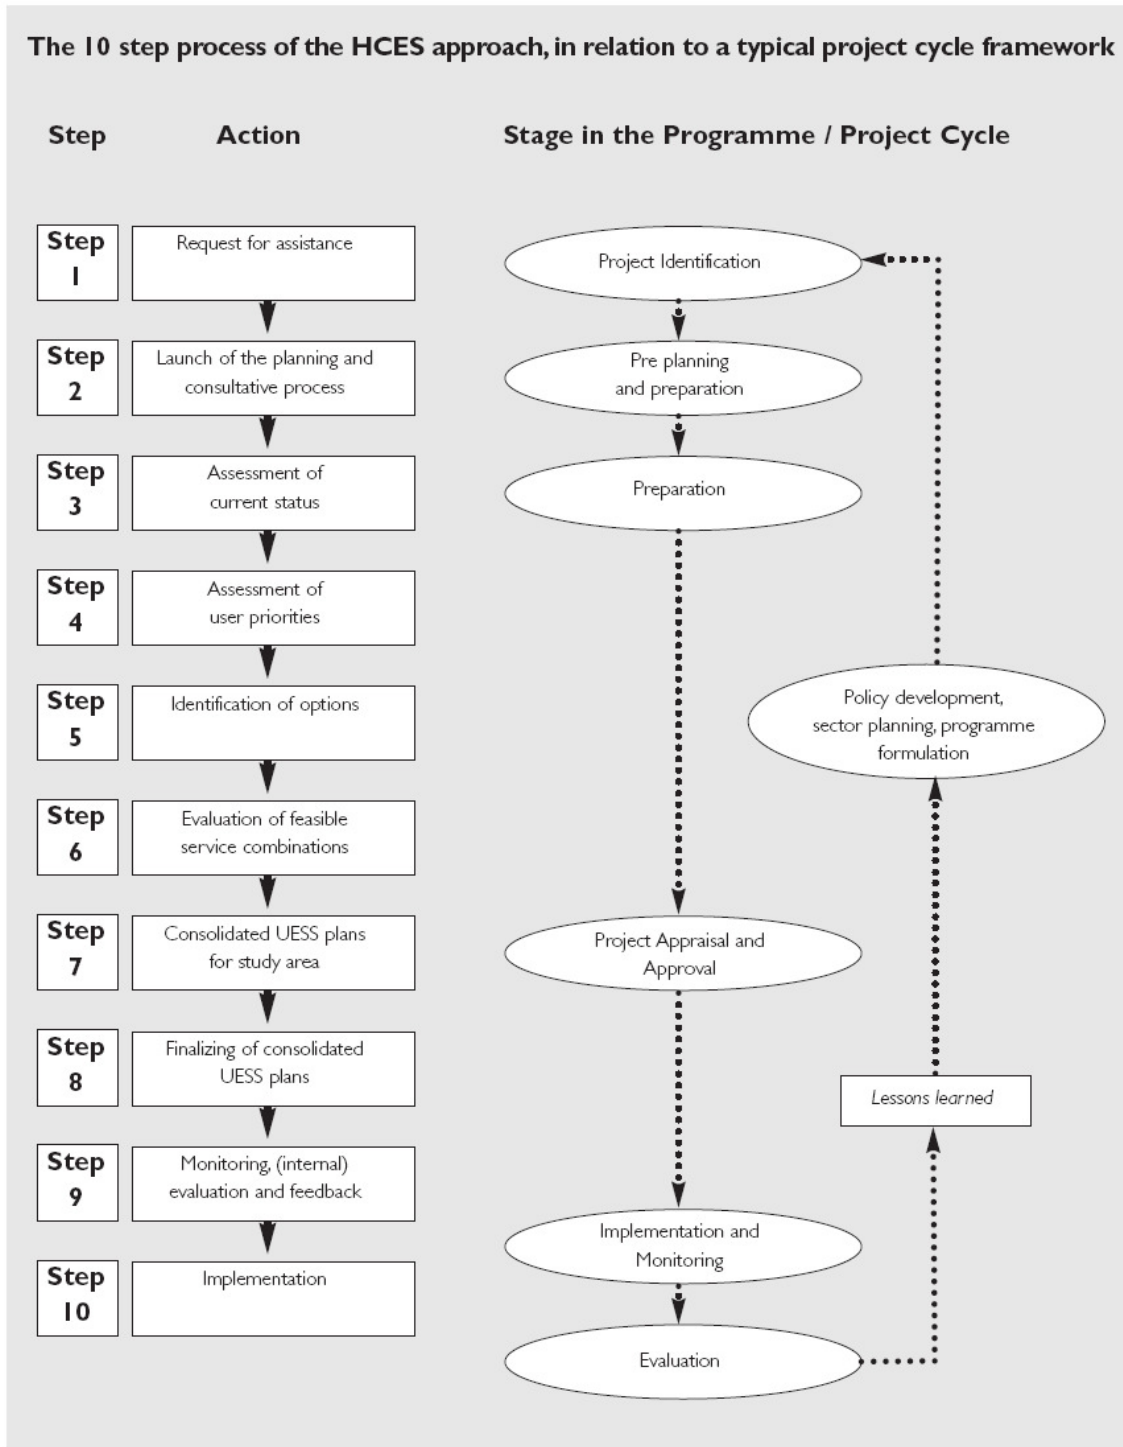 The 10 step process of the HCES approach, in relation to a typical project cycle framework
Step
Action
Stage in the Programme / Project Cycle
Step
1
Request for assistance
Project Identification
Step
2
Launch of the planning and
consultative process
Pre planning
and preparation
Step
3
Assessment of
current status
Preparation
Step
4
Assessment of
user priorities
Step
5
Identification of options
Policy development,
sector planning, programme
formulation
Step
6
Evaluation of feasible
service combinations
Step
7
Consolidated UESS plans
for study area
Project Appraisal and
Approval
Step
8
Finalizing of consolidated
UESS plans
Lessons learned
Step
9
Monitoring, (internal)
evaluation and feedback
Implementation and
Monitoring
Step
10
Implementation
Evaluation